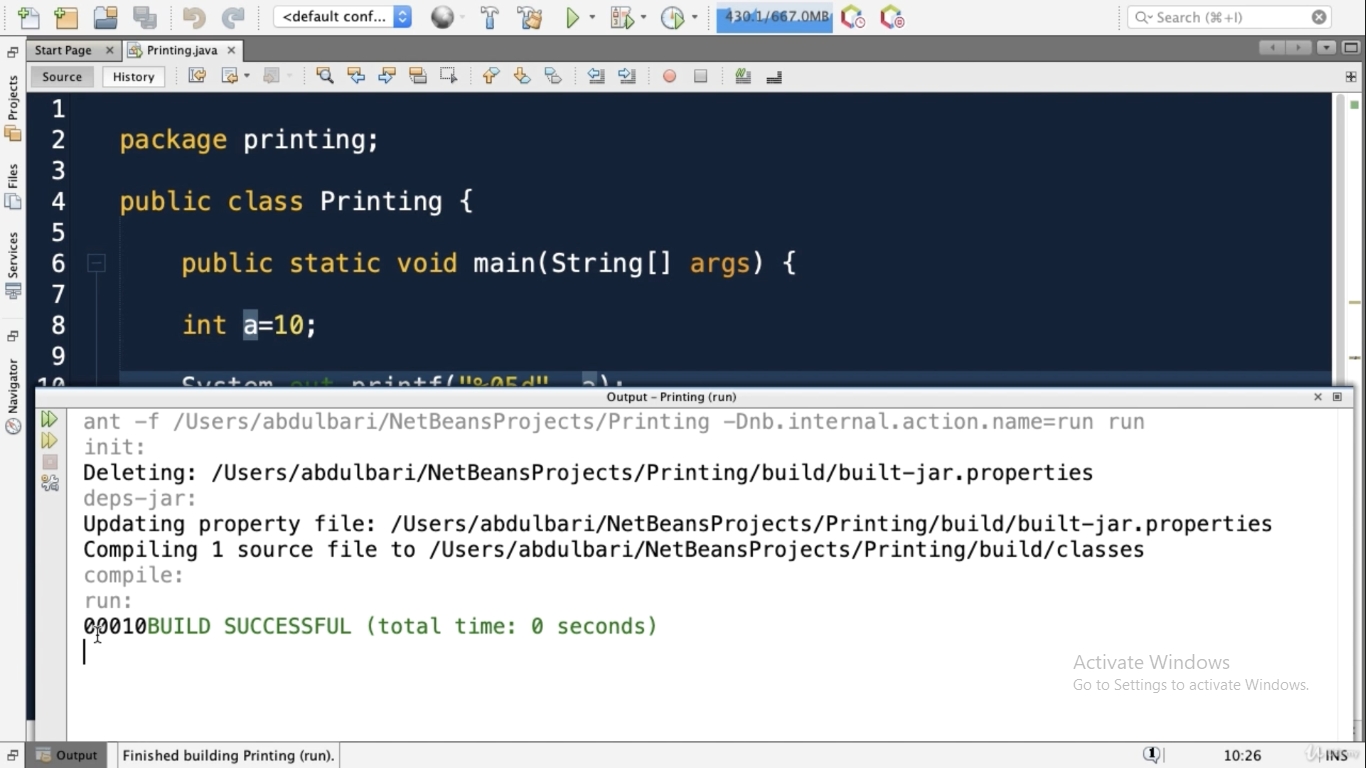 <default conf...
430.1/667.0MB
Search (⌘+I)
Start Page
Printing.java
Source
History
Projects
Files
Services
Navigator
1
2 package printing;
3
4 public class Printing {
5
6 public static void main(String[] args) {
7
8 int a=10;
9
10 System.out.printf("%05d", a);
Output – Printing (run)
ant -f /Users/abdulbari/NetBeansProjects/Printing -Dnb.internal.action.name=run run
init:
Deleting: /Users/abdulbari/NetBeansProjects/Printing/build/built-jar.properties
deps-jar:
Updating property file: /Users/abdulbari/NetBeansProjects/Printing/build/built-jar.properties
Compiling 1 source file to /Users/abdulbari/NetBeansProjects/Printing/build/classes
compile:
run:
00010BUILD SUCCESSFUL (total time: 0 seconds)
Activate Windows
Go to Settings to activate Windows.
Output
Finished building Printing (run).
1
10:26
INS